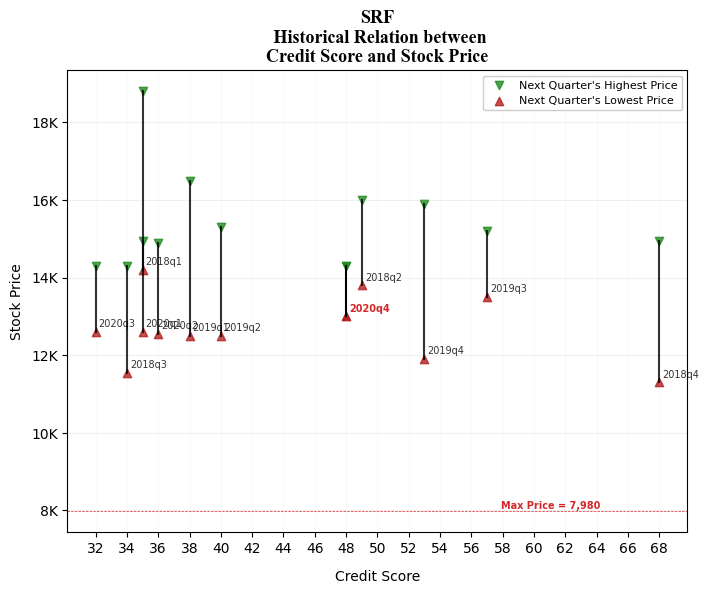 SRF
Historical Relation between
Credit Score and Stock Price
Next Quarter's Highest Price
Next Quarter's Lowest Price
Stock Price
18K
16K
14K
12K
10K
8K
2018q1
2018q2
2019q3
2020q4
2020q3
2020q1
2020q2
2019q1
2019q2
2018q3
2019q4
2018q4
Max Price = 7,980
32 34 36 38 40 42 44 46 48 50 52 54 56 58 60 62 64 66 68
Credit Score